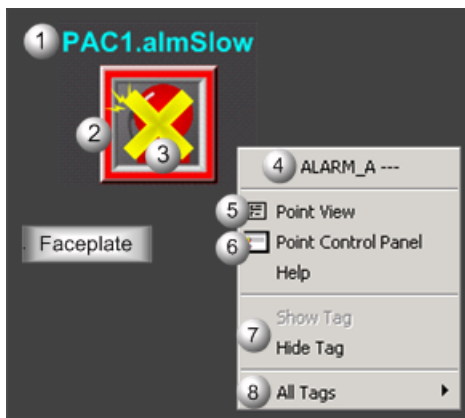 1 PAC1.almSlow
2
3
4 ALARM_A ---
5 Point View
Faceplate
6 Point Control Panel
Help
Show Tag
7
Hide Tag
8 All Tags